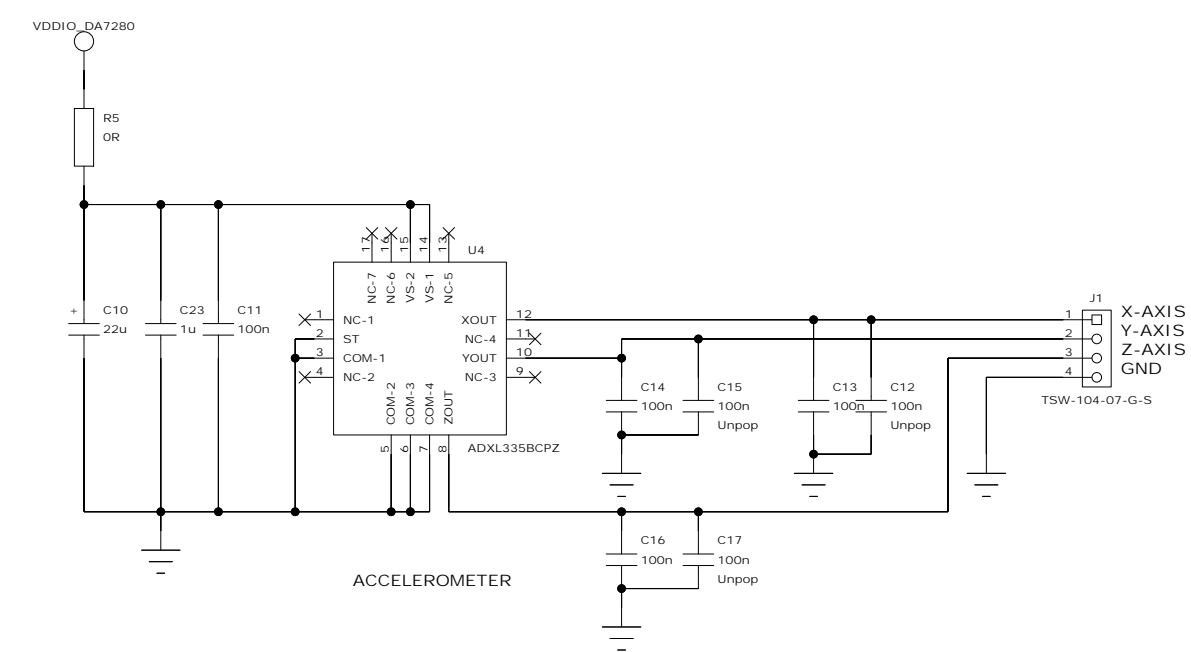 VDDIO_DA7280
R5
0R
17
16
15
14
13
U4
NC-7
NC-6
VS-2
VS-1
NC-5
+
C10
22u
C23
1u
C11
100n
1
NC-1
2
ST
3
COM-1
4
NC-2
XOUT
12
NC-4
11
YOUT
10
NC-3
9
COM-2
COM-3
COM-4
ZOUT
5
6
7
8
ADXL335BCPZ
C14
100n
C15
100n
Unpop
C13
100n
C12
100n
Unpop
J1
1
X-AXIS
2
Y-AXIS
3
Z-AXIS
4
GND
TSW-104-07-G-S
C16
100n
C17
100n
Unpop
ACCELEROMETER